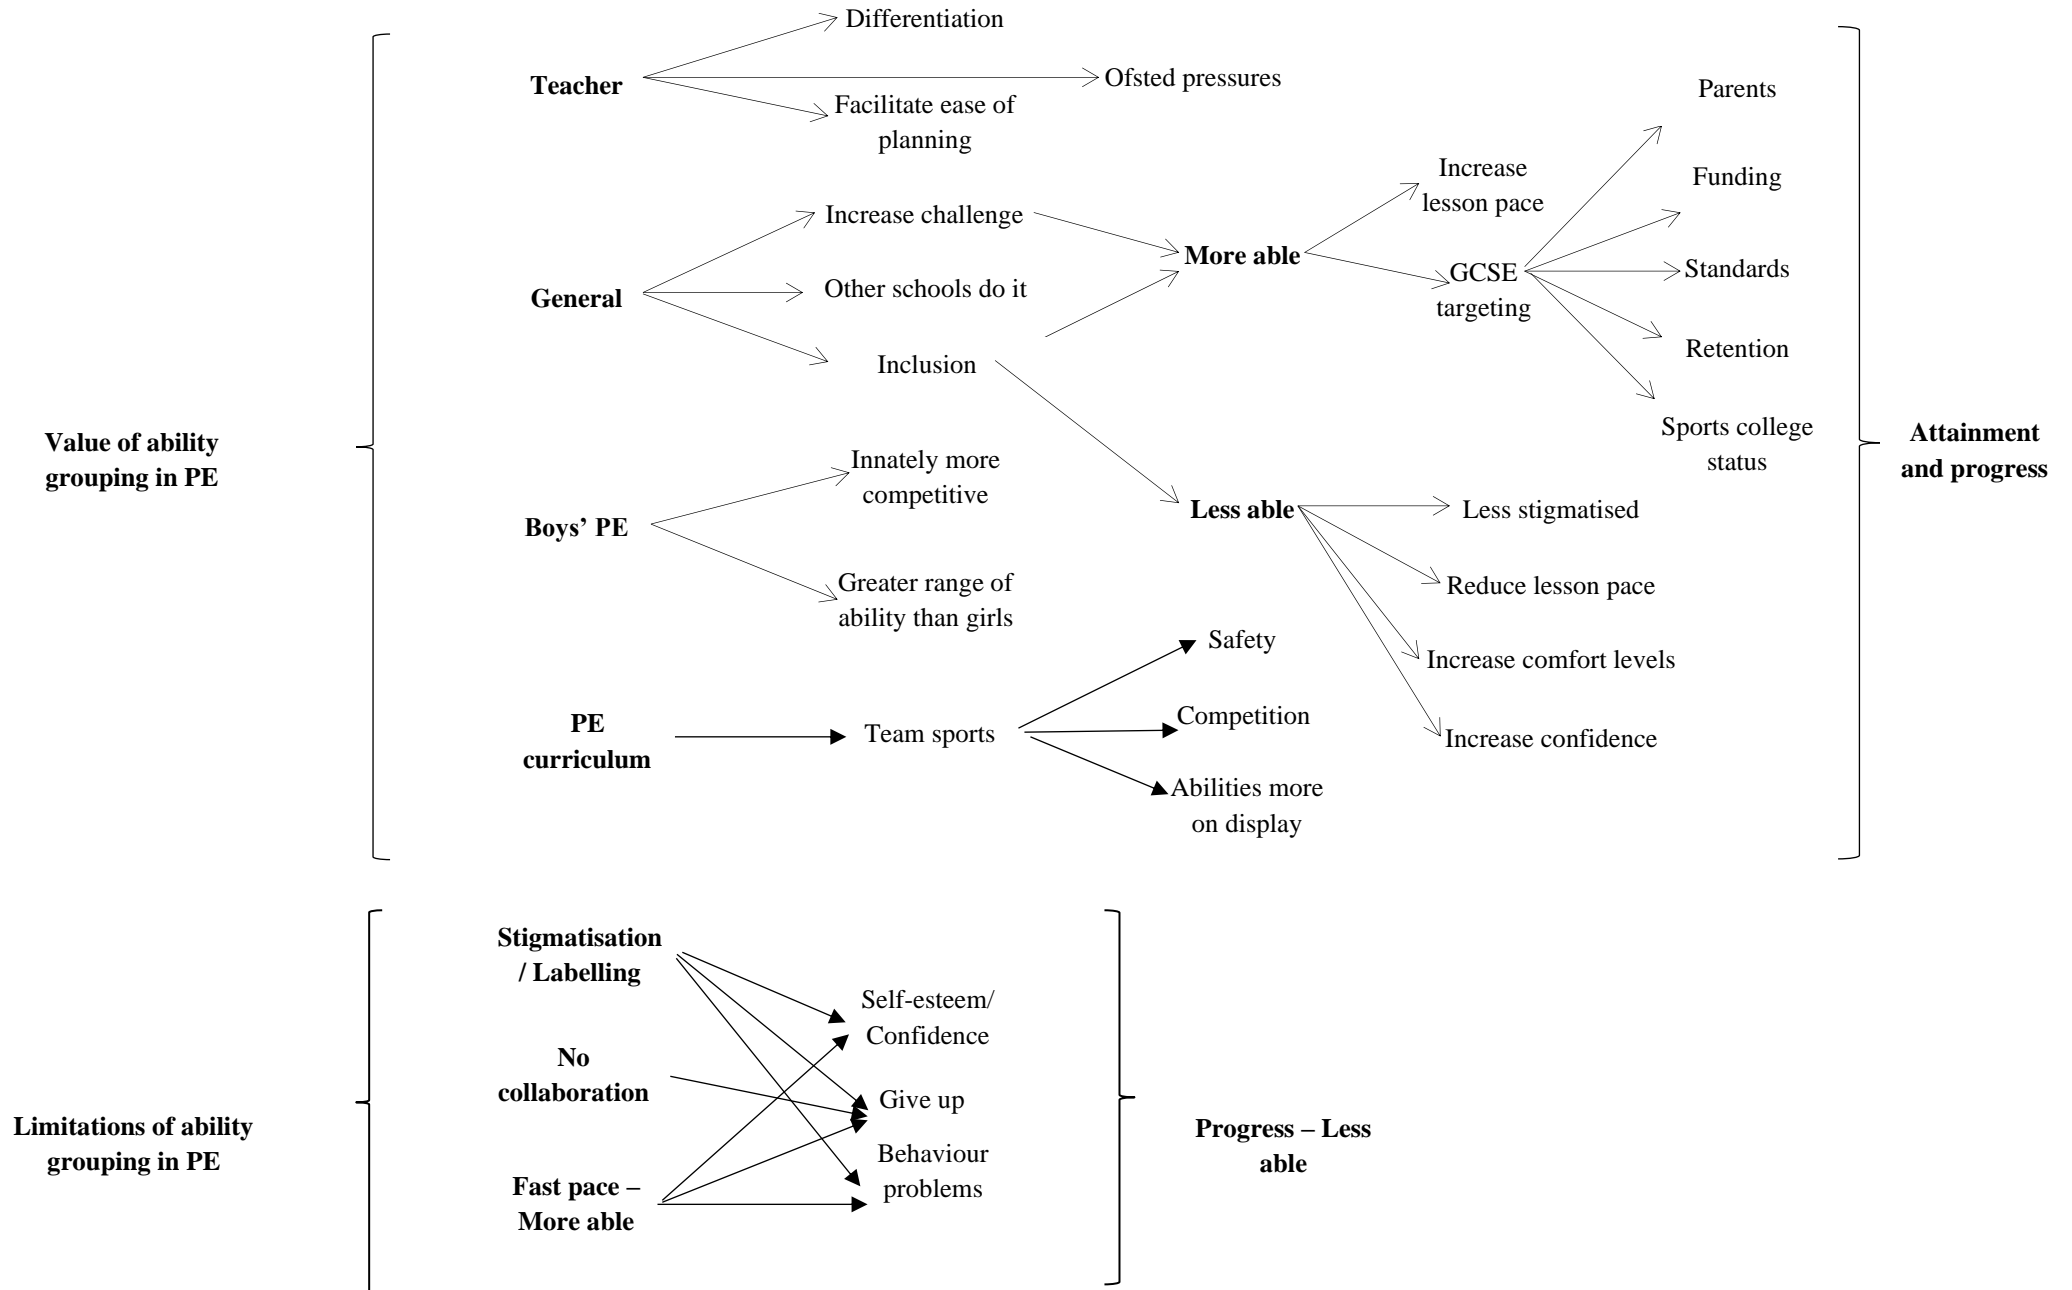 Differentiation
Teacher
Ofsted pressures
Facilitate ease of
planning
Parents
Increase
lesson pace
Funding
Increase challenge
More able
GCSE
targeting
Standards
General
Other schools do it
Retention
Inclusion
Sports college
status
Value of ability
grouping in PE
Attainment
and progress
Innately more
competitive
Boys’ PE
Less able
Less stigmatised
Greater range of
ability than girls
Reduce lesson pace
Safety
Increase comfort levels
PE
curriculum
Team sports
Competition
Increase confidence
Abilities more
on display
Stigmatisation
/ Labelling
Self-esteem/
Confidence
No
collaboration
Give up
Limitations of ability
grouping in PE
Behaviour
problems
Progress – Less
able
Fast pace –
More able